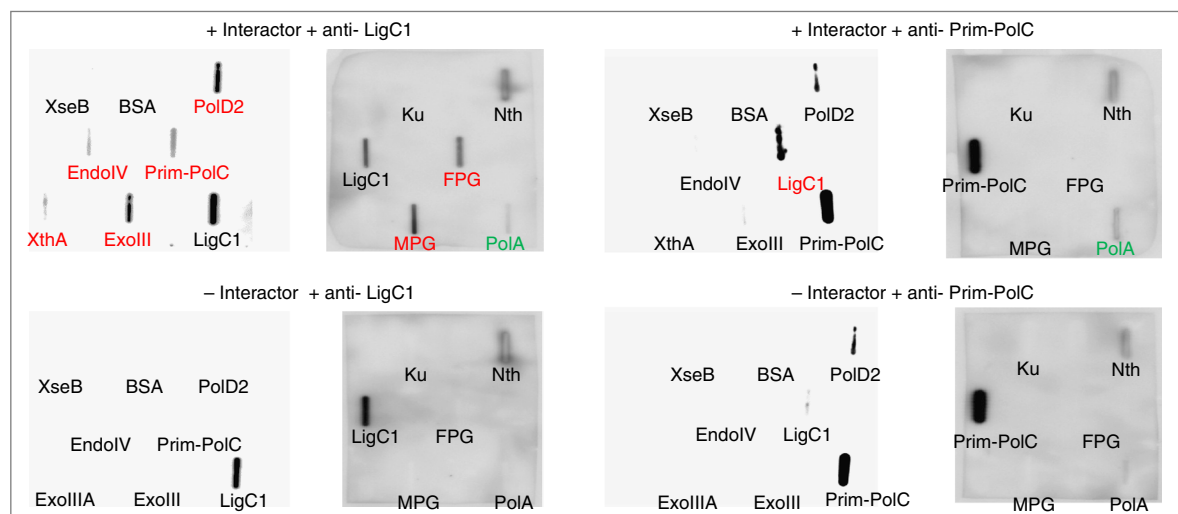 + Interactor + anti- LigC1
XseB BSA PolD2
EndoIV Prim-PolC
XthA ExoIII LigC1
Ku Nth
LigC1 FPG
MPG PolA
+ Interactor + anti- Prim-PolC
XseB BSA PolD2
EndoIV LigC1
XthA ExoIII Prim-PolC
Ku Nth
Prim-PolC FPG
MPG PolA
– Interactor + anti- LigC1
XseB BSA PolD2
EndoIV Prim-PolC
ExoIIIA ExoIII LigC1
Ku Nth
LigC1 FPG
MPG PolA
– Interactor + anti- Prim-PolC
XseB BSA PolD2
EndoIV LigC1
ExoIIIA ExoIII Prim-PolC
Ku Nth
Prim-PolC FPG
MPG PolA